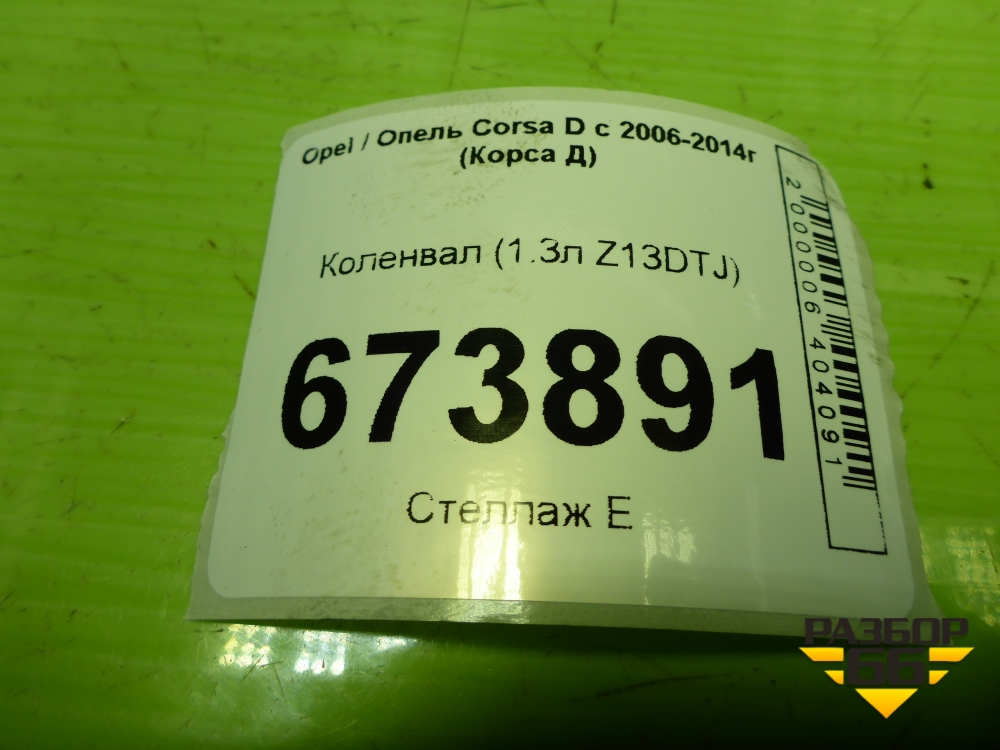 Opel / Опель Corsa D с 2006-2014г
(Корса Д)
Коленвал (1.3л Z13DTJ)
673891
Стеллаж Е
2000006404091
РАЗБОР
66